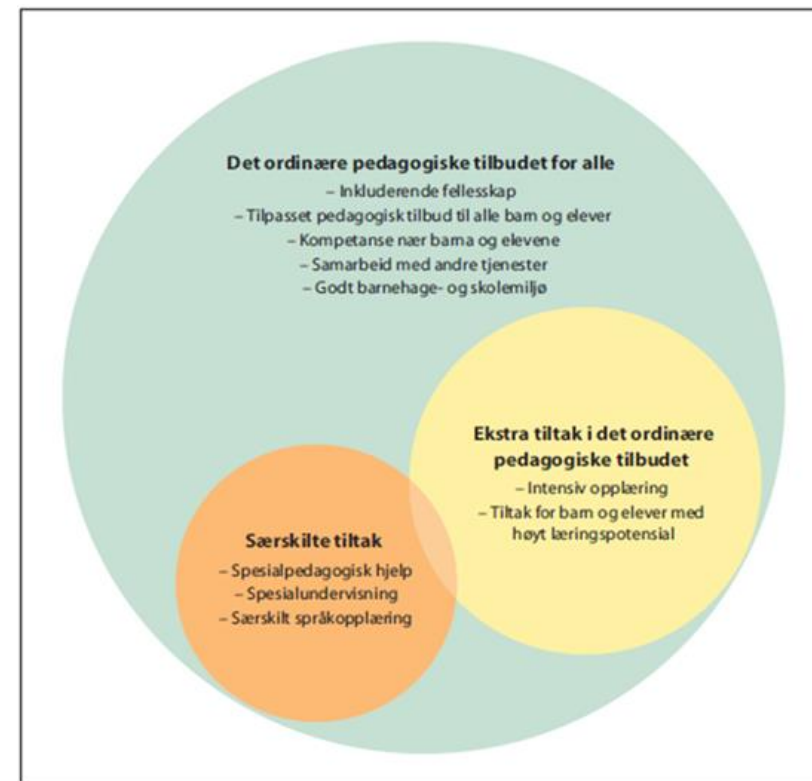 Det ordinære pedagogiske tilbudet for alle
– Inkluderende fellesskap
– Tilpasset pedagogisk tilbud til alle barn og elever
– Kompetanse nær barna og elevene
– Samarbeid med andre tjenester
– Godt barnehage- og skolemiljø
Ekstra tiltak i det ordinære
pedagogiske tilbudet
– Intensiv opplæring
– Tiltak for barn og elever med
høyt læringspotensial
Særskilte tiltak
– Spesialpedagogisk hjelp
– Spesialundervisning
– Særskilt språkopplæring